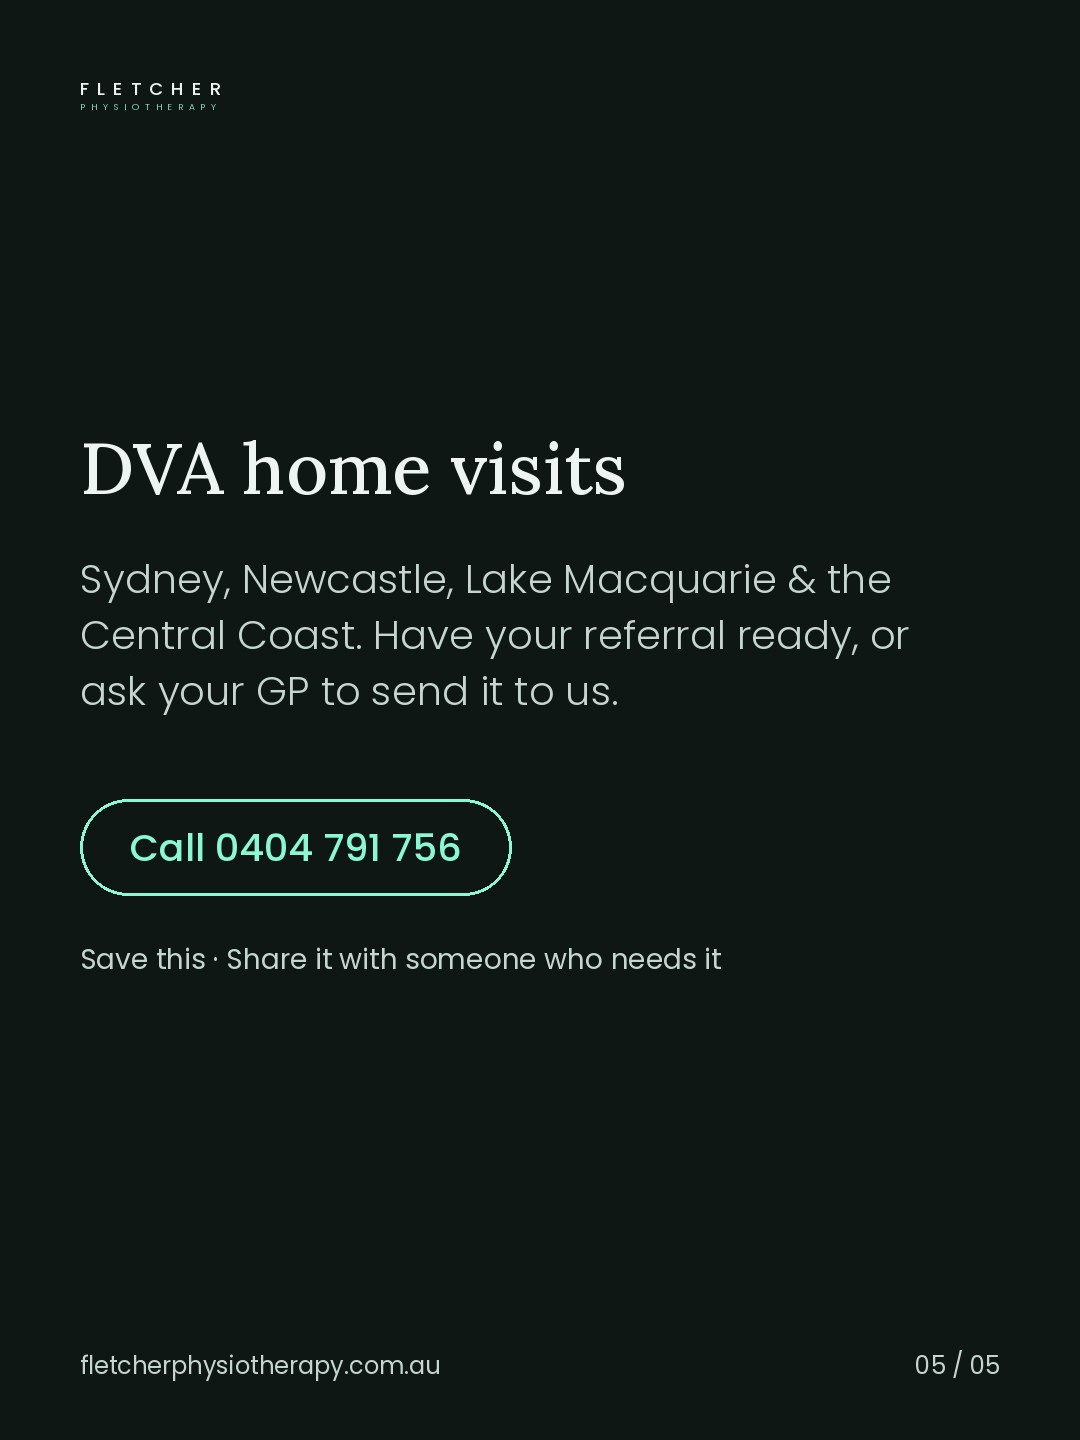 FLETCHER
PHYSIOTHERAPY
DVA home visits
Sydney, Newcastle, Lake Macquarie & the
Central Coast. Have your referral ready, or
ask your GP to send it to us.
Call 0404 791 756
Save this · Share it with someone who needs it
fletcherphysiotherapy.com.au
05 / 05